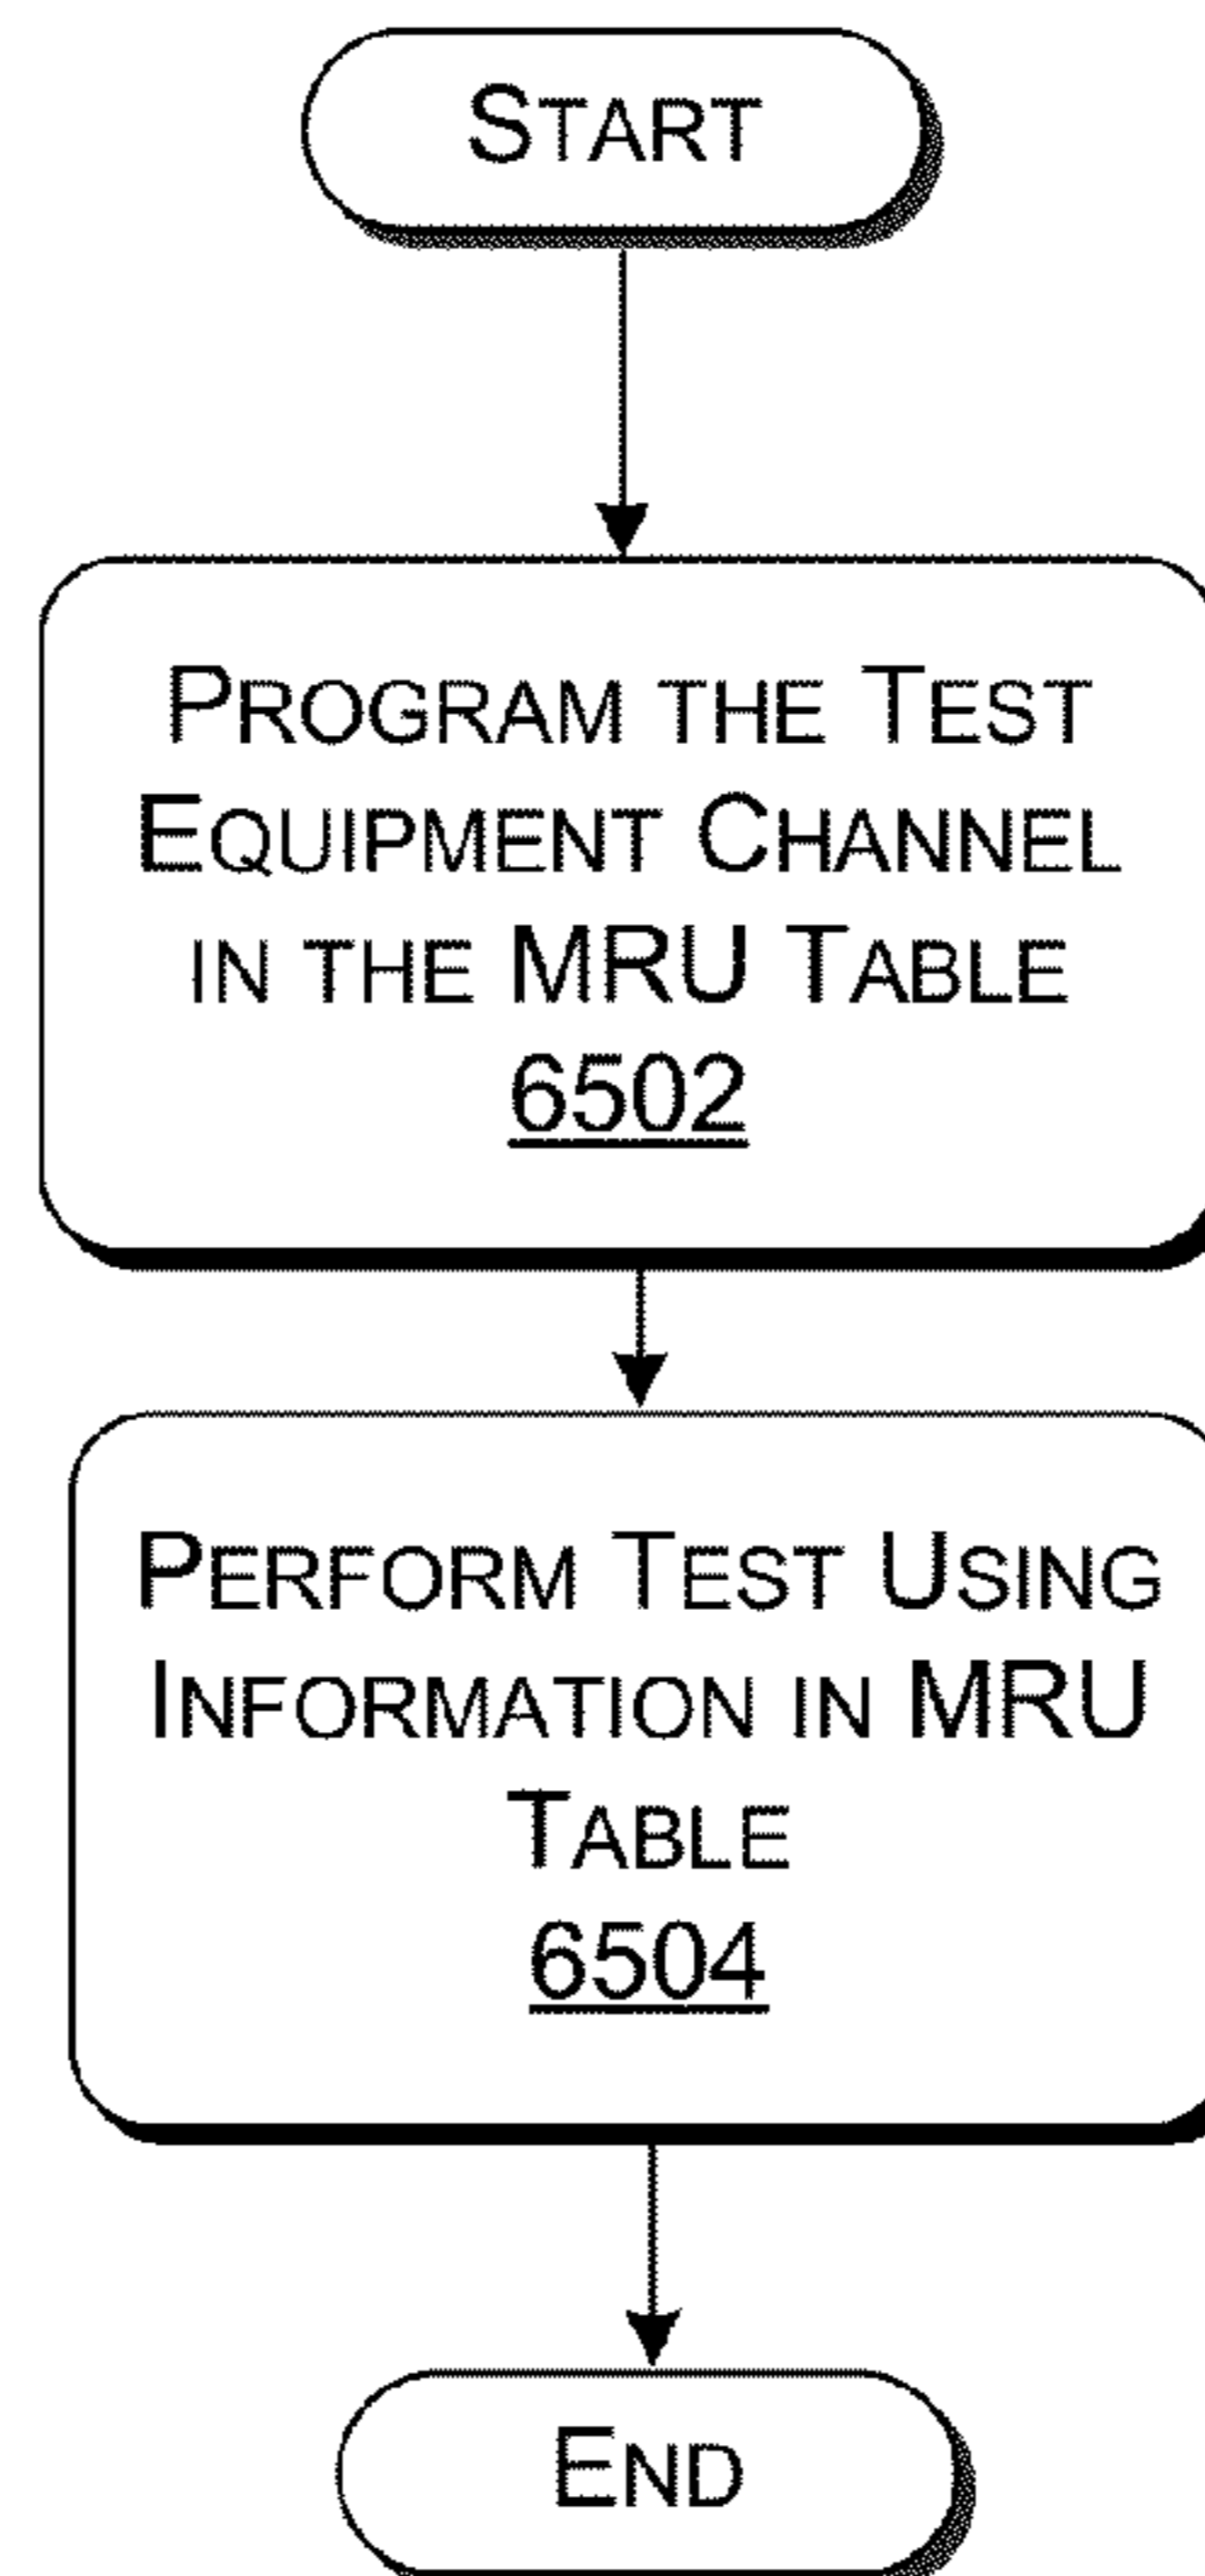 START
PROGRAM THE TEST
EQUIPMENT CHANNEL
IN THE MRU TABLE
6502
PERFORM TEST USING
INFORMATION IN MRU
TABLE
6504
END